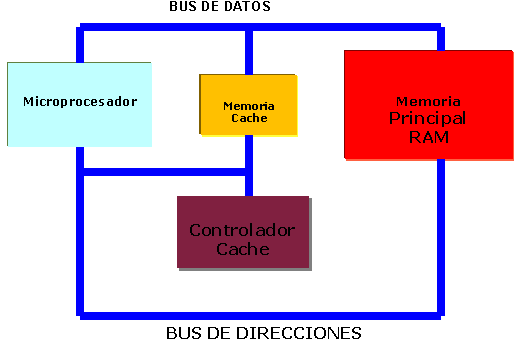 BUS DE DATOS
Microprocesador
Memoria
Cache
Memoria
Principal
RAM
Controlador
Cache
BUS DE DIRECCIONES